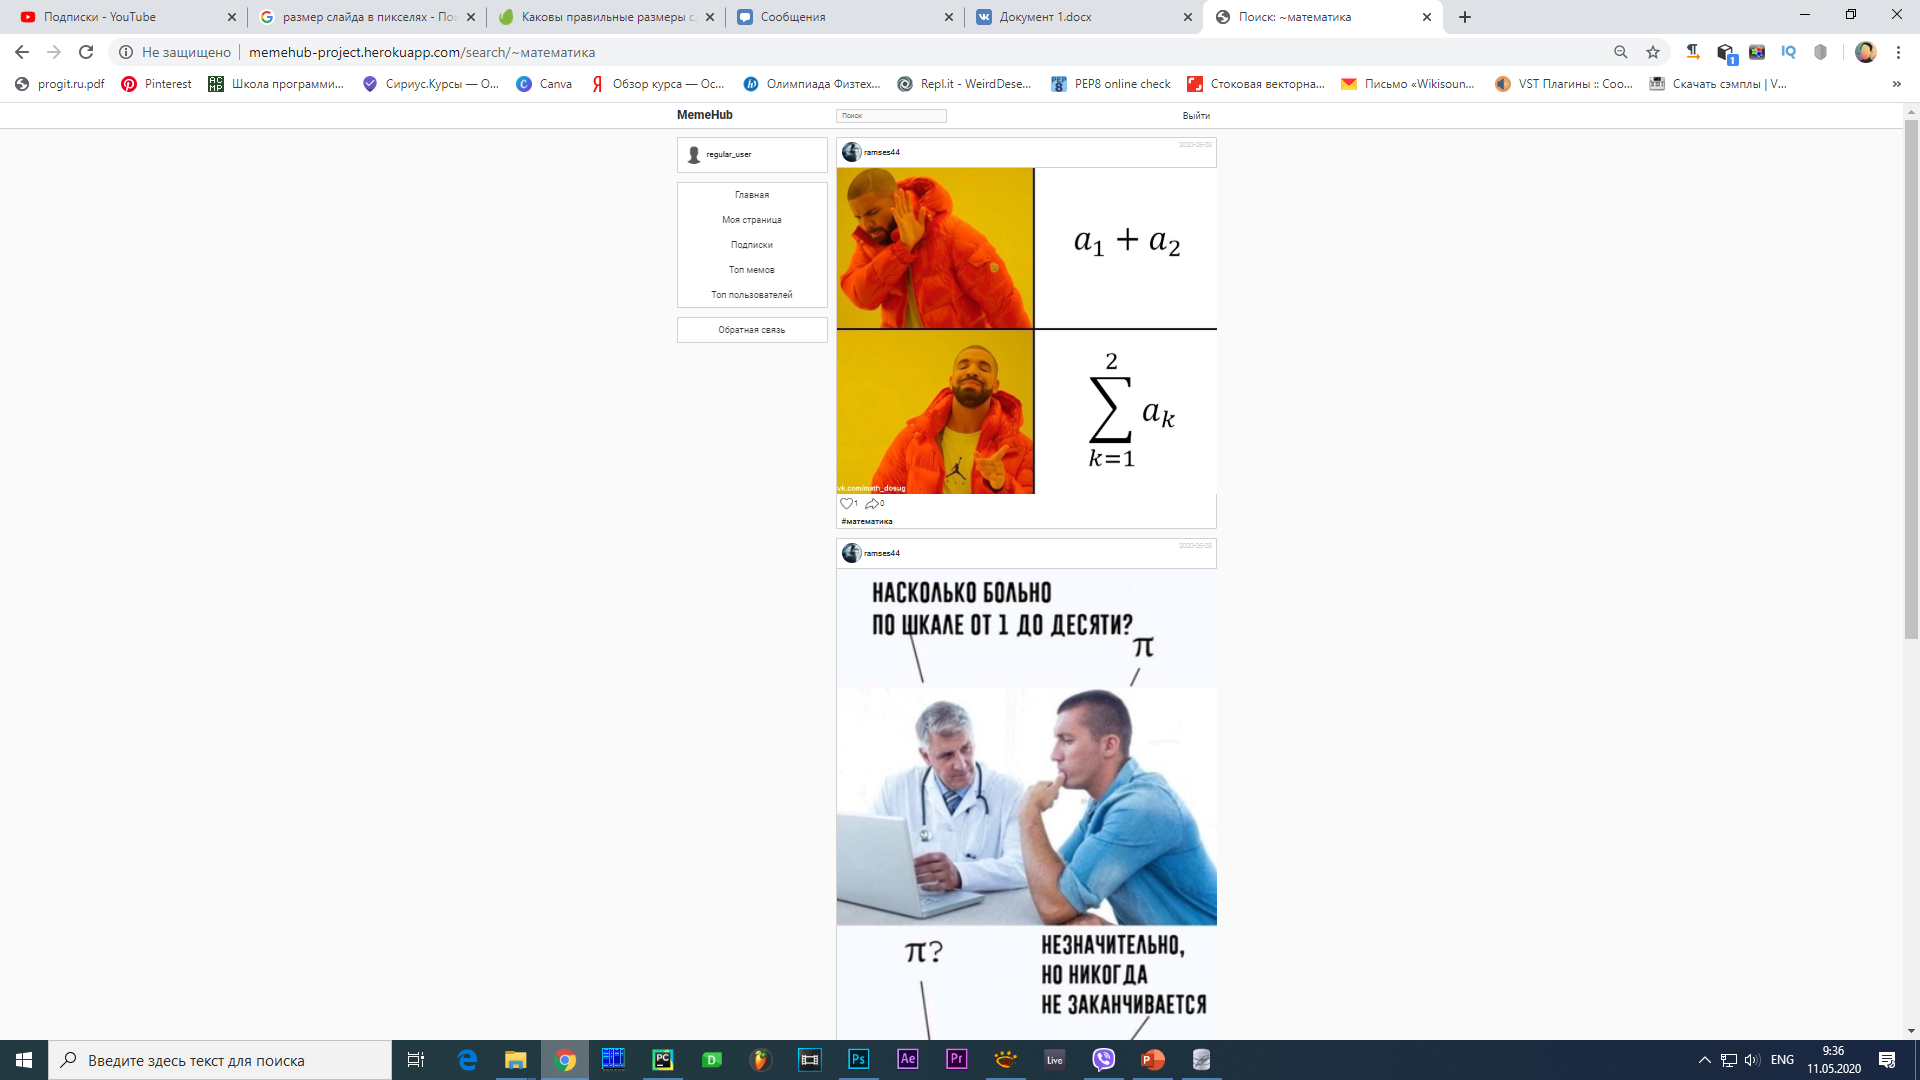 Подписки - YouTube
размер слайда в пикселях - По
Каковы правильные размеры с
Сообщения
Документ 1.docx
Поиск: ~математика
Не защищено
memehub-project.herokuapp.com/search/~математика
progit.ru.pdf
Pinterest
Школа программи...
Сириус.Курсы — О...
Canva
Обзор курса — Ос...
Олимпиада Физтех...
Repl.it - WeirdDese...
PEP8 online check
Стоковая векторна...
Письмо «Wikisoun...
VST Плагины :: Coo...
Скачать сэмплы | V...
MemeHub
Поиск
Выйти
regular_user
Главная
Моя страница
Подписки
Топ мемов
Топ пользователей
Обратная связь
ramses44
a₁ + a₂
2
∑ aₖ
k=1
vk.com/math_dosug
1
0
#математика
ramses44
НАСКОЛЬКО БОЛЬНО
ПО ШКАЛЕ ОТ 1 ДО ДЕСЯТИ?
π
π?
НЕЗНАЧИТЕЛЬНО,
НО НИКОГДА
НЕ ЗАКАНЧИВАЕТСЯ
Введите здесь текст для поиска
ENG
9:36
11.05.2020